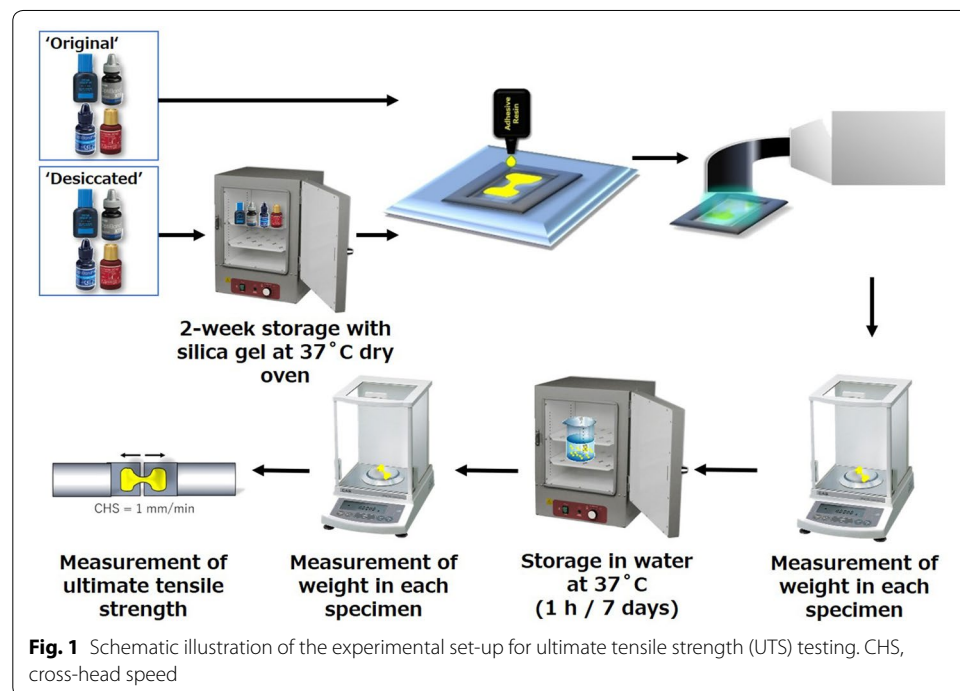 'Original'
'Desiccated'
Adhesive
Resin
2-week storage with
silica gel at 37˚C dry
oven
CHS = 1 mm/min
Measurement of
ultimate tensile
strength
Measurement of
weight in each
specimen
Storage in water
at 37˚C
(1 h / 7 days)
Measurement of
weight in each
specimen
Fig. 1 Schematic illustration of the experimental set-up for ultimate tensile strength (UTS) testing. CHS,
cross-head speed